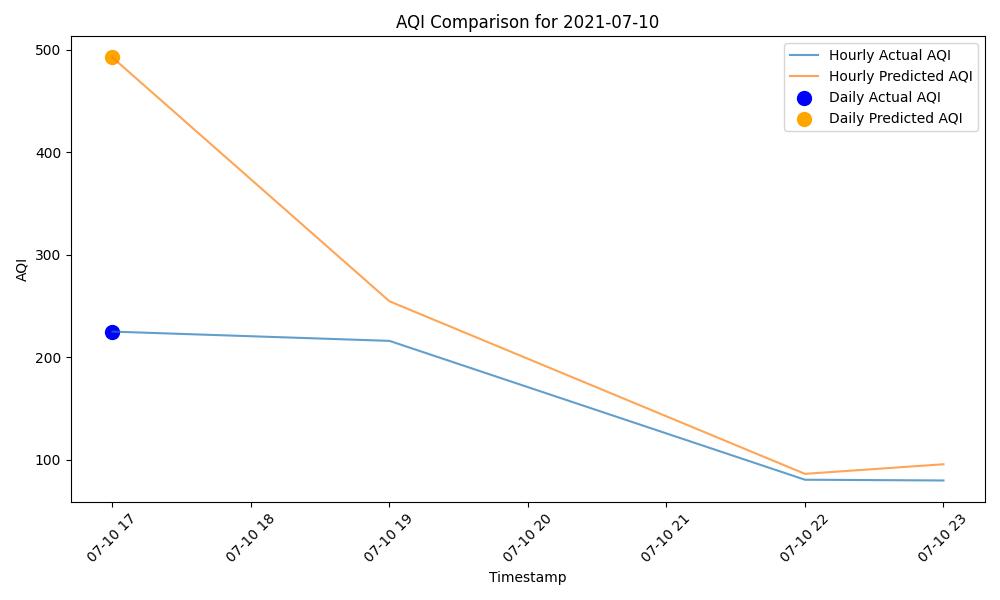 AQI Comparison for 2021-07-10
500
400
300
200
100
AQI
Hourly Actual AQI
Hourly Predicted AQI
Daily Actual AQI
Daily Predicted AQI
07-10 17
07-10 18
07-10 19
07-10 20
07-10 21
07-10 22
07-10 23
Timestamp